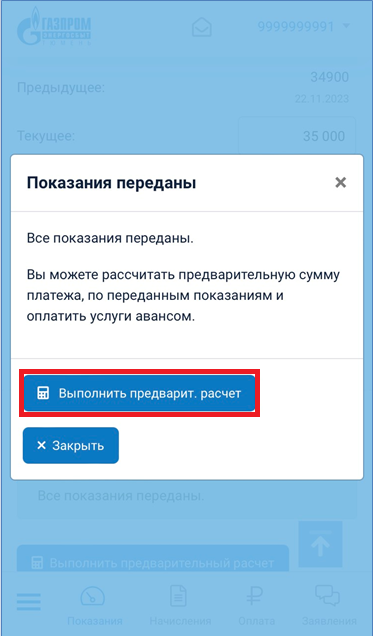 ГАЗПРОМ
ЭНЕРГОСБЫТ
ТЮМЕНЬ
9999999991
Предыдущее:
34900
22.11.2023
Текущее:
35 000
Показания переданы
×
Все показания переданы.
Вы можете рассчитать предварительную сумму
платежа, по переданным показаниям и
оплатить услуги авансом.
Выполнить предварит. расчет
× Закрыть
Все показания переданы.
Выполнить предварительный расчет
Показания
Начисления
Оплата
Заявления